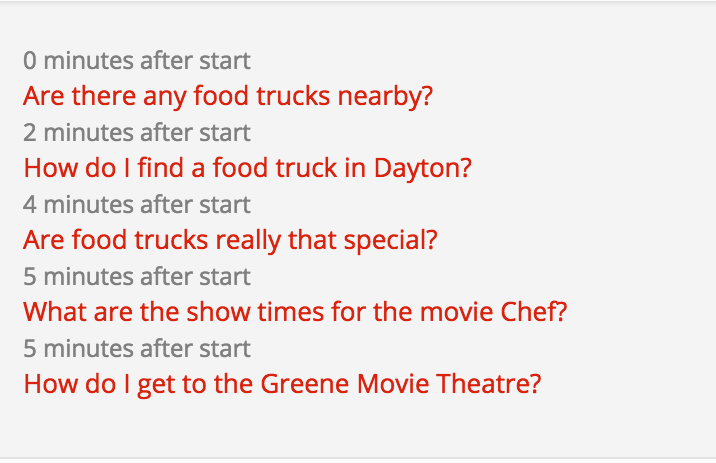 0 minutes after start
Are there any food trucks nearby?
2 minutes after start
How do I find a food truck in Dayton?
4 minutes after start
Are food trucks really that special?
5 minutes after start
What are the show times for the movie Chef?
5 minutes after start
How do I get to the Greene Movie Theatre?